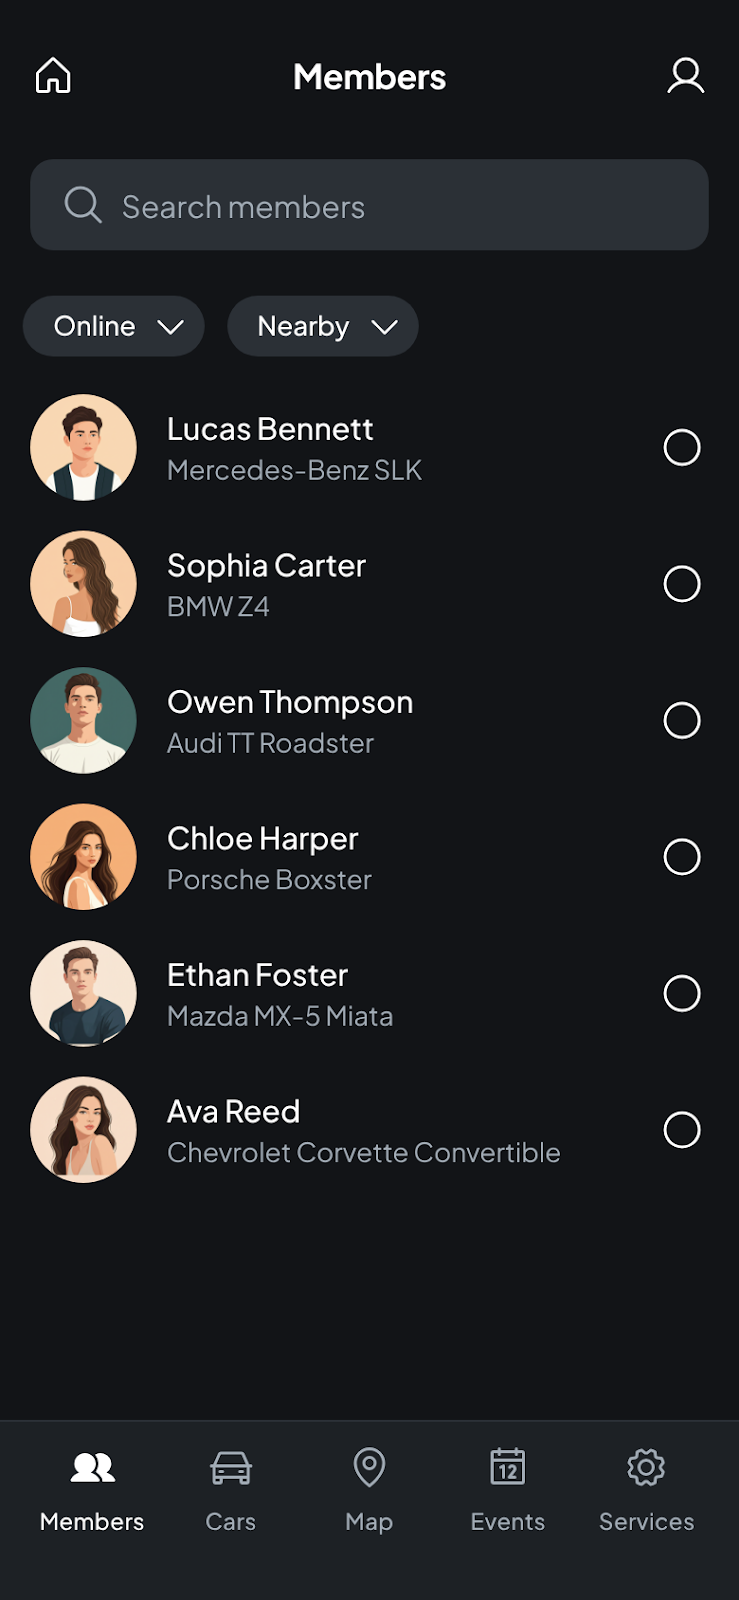 Members
Search members
Online
Nearby
Lucas Bennett
Mercedes-Benz SLK
Sophia Carter
BMW Z4
Owen Thompson
Audi TT Roadster
Chloe Harper
Porsche Boxster
Ethan Foster
Mazda MX-5 Miata
Ava Reed
Chevrolet Corvette Convertible
12
Members
Cars
Map
Events
Services